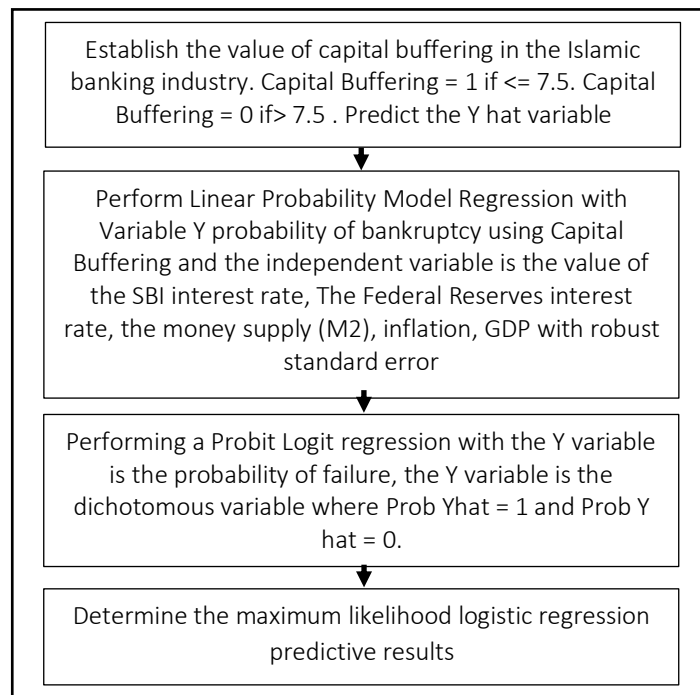 Establish the value of capital buffering in the Islamic
banking industry. Capital Buffering = 1 if <= 7.5. Capital
Buffering = 0 if> 7.5 . Predict the Y hat variable
Perform Linear Probability Model Regression with
Variable Y probability of bankruptcy using Capital
Buffering and the independent variable is the value of
the SBI interest rate, The Federal Reserves interest
rate, the money supply (M2), inflation, GDP with robust
standard error
Performing a Probit Logit regression with the Y variable
is the probability of failure, the Y variable is the
dichotomous variable where Prob Yhat = 1 and Prob Y
hat = 0.
Determine the maximum likelihood logistic regression
predictive results